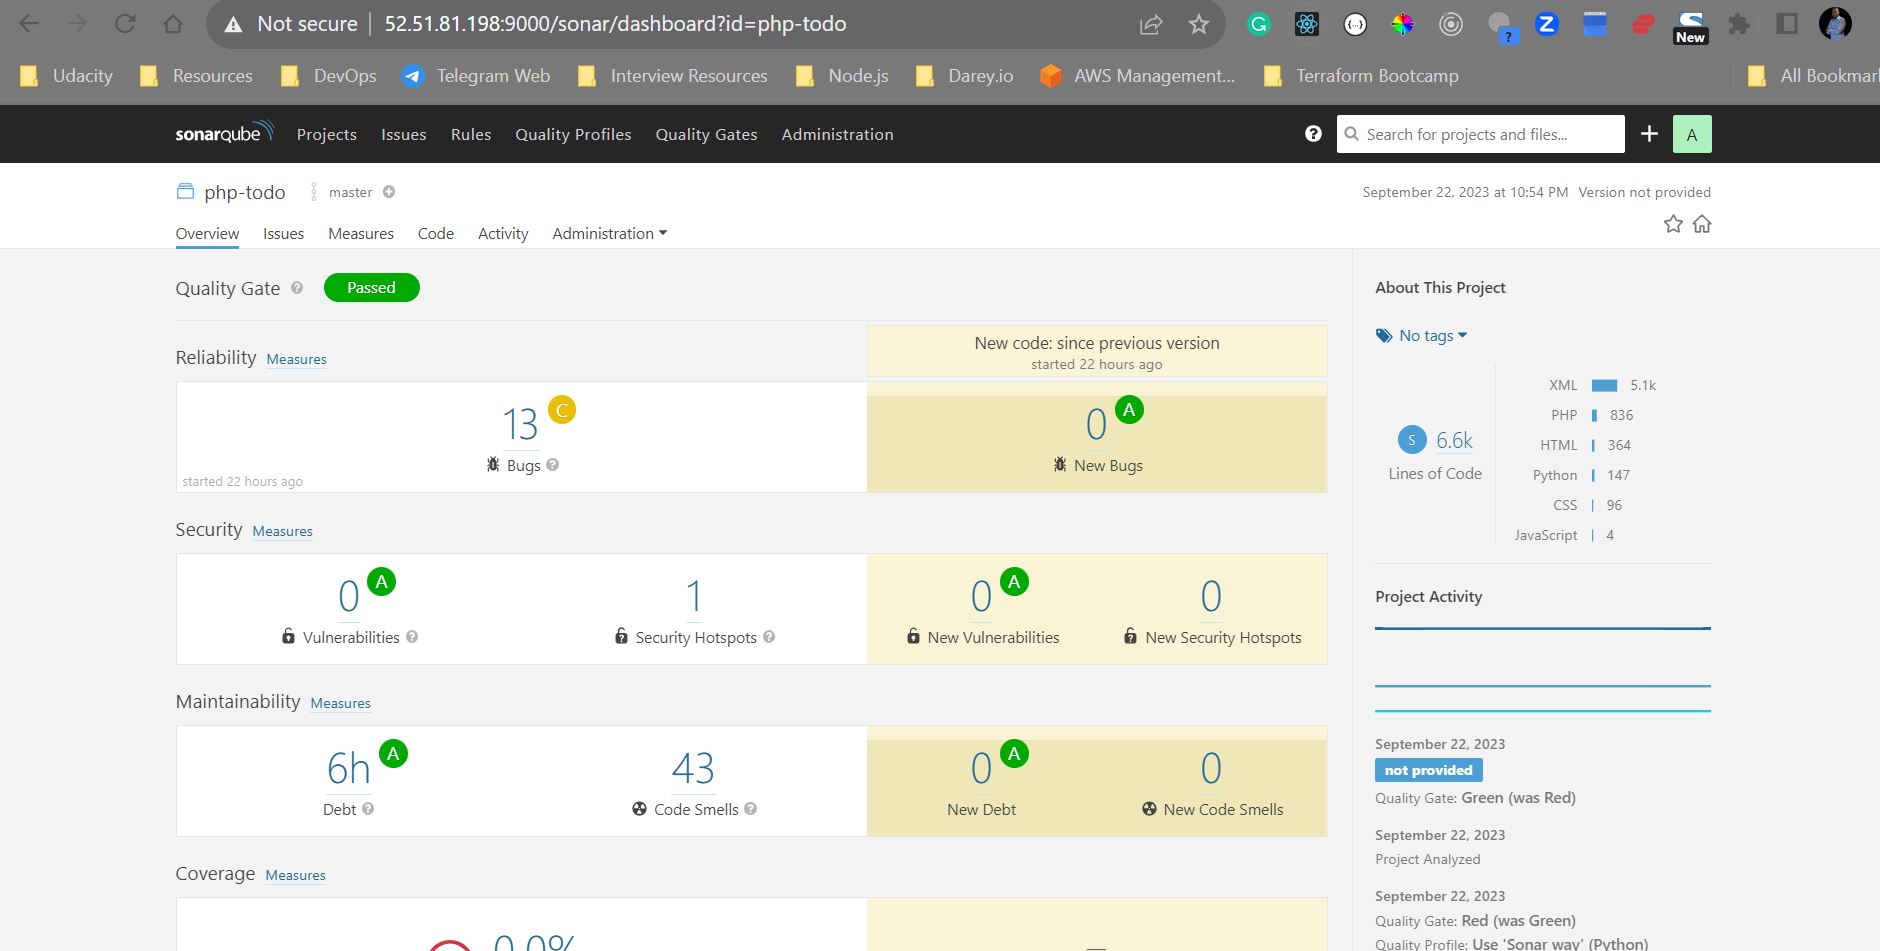 Not secure | 52.51.81.198:9000/sonar/dashboard?id=php-todo
G
{...}
?
Z
S
New
Udacity Resources DevOps Telegram Web Interview Resources Node.js Darey.io AWS Management... Terraform Bootcamp All Bookmar
sonarqube Projects Issues Rules Quality Profiles Quality Gates Administration ? Search for projects and files... + A
php-todo master September 22, 2023 at 10:54 PM Version not provided
Overview Issues Measures Code Activity Administration
Quality Gate ? Passed
New code: since previous version
started 22 hours ago
Reliability Measures
13 C
Bugs ?
started 22 hours ago
0 A
New Bugs
Security Measures
0 A 1 0 A 0
Vulnerabilities ? Security Hotspots ? New Vulnerabilities New Security Hotspots
Maintainability Measures
6h A 43 0 A 0
Debt ? Code Smells ? New Debt New Code Smells
Coverage Measures
0.0% –
About This Project
No tags
S 6.6k
Lines of Code
XML 5.1k
PHP 836
HTML 364
Python 147
CSS 96
JavaScript 4
Project Activity
September 22, 2023
not provided
Quality Gate: Green (was Red)
September 22, 2023
Project Analyzed
September 22, 2023
Quality Gate: Red (was Green)
Quality Profile: Use 'Sonar way' (Python)